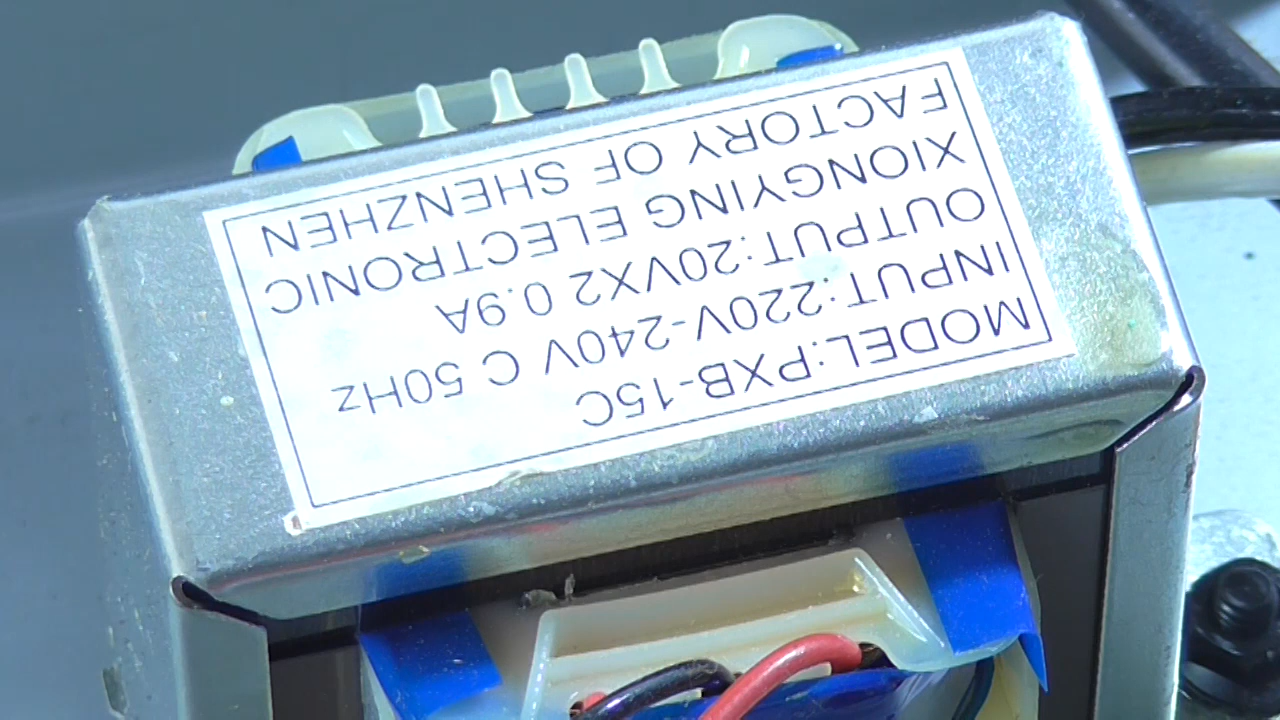 MODEL:PXB-15C
INPUT:220V-240V C 50Hz
OUTPUT:20VX2 0.9A
XIONGYING ELECTRONIC
FACTORY OF SHENZHEN